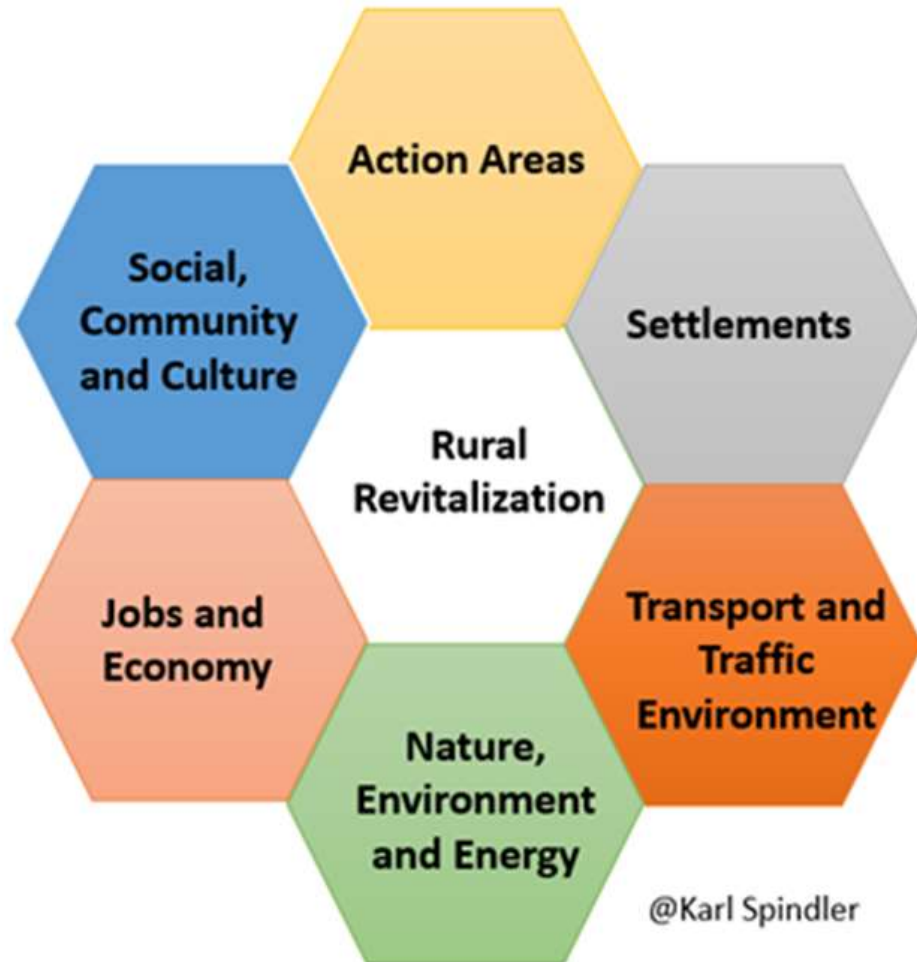 Action Areas
Social,
Community
and Culture
Settlements
Rural
Revitalization
Jobs and
Economy
Transport and
Traffic
Environment
Nature,
Environment
and Energy
@Karl Spindler